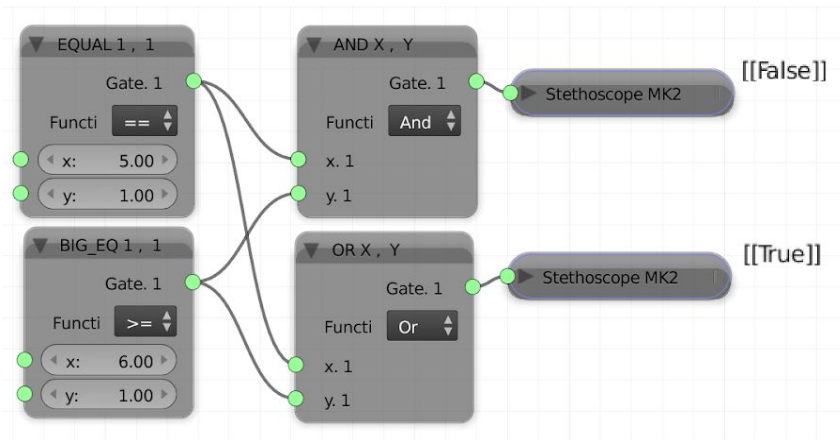 EQUAL 1 , 1
Gate. 1
Functi ==
x: 5.00
y: 1.00
BIG_EQ 1 , 1
Gate. 1
Functi >=
x: 6.00
y: 1.00
AND X , Y
Gate. 1
Functi And
x. 1
y. 1
OR X , Y
Gate. 1
Functi Or
x. 1
y. 1
Stethoscope MK2
[[False]]
Stethoscope MK2
[[True]]